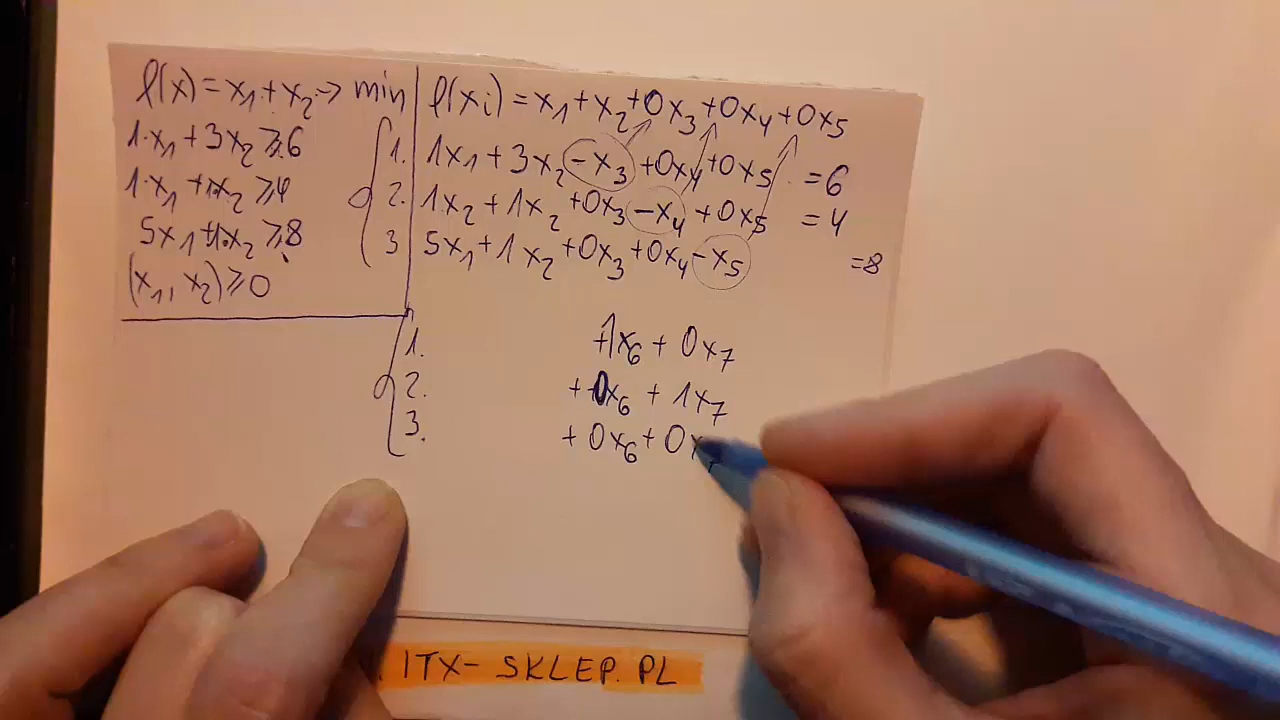 f(x) = x₁ + x₂ → min
1·x₁ + 3x₂ ≥ 6
1·x₁ + 1x₂ ≥ 4
5x₁ + 1·x₂ ≥ 8
(x₁, x₂) ≥ 0
f(xi) = x₁ + x₂ + 0x₃ + 0x₄ + 0x₅
1. 1x₁ + 3x₂ - x₃ + 0x₄ + 0x₅ = 6
2. 1x₂ + 1x₂ + 0x₃ - x₄ + 0x₅ = 4
3 5x₁ + 1x₂ + 0x₃ + 0x₄ - x₅ = 8
1. + 1x₆ + 0x₇
2. + 0x₆ + 1x₇
3. + 0x₆ + 0x
ITX- SKLEP. PL